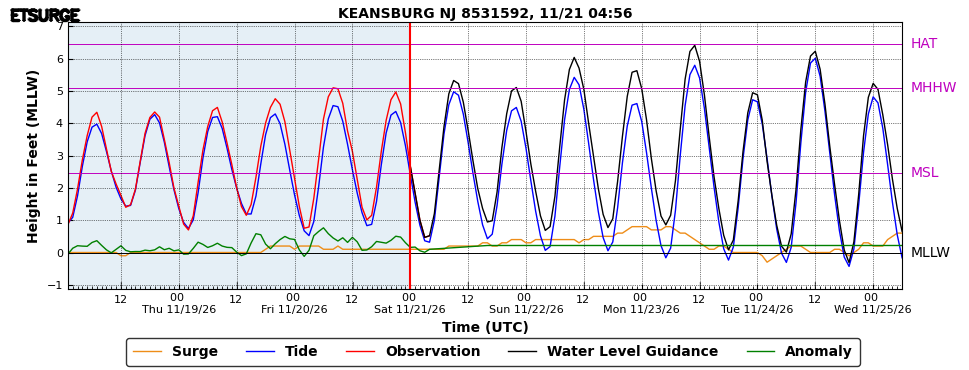 ETSURGE
KEANSBURG NJ 8531592, 11/21 04:56
Height in Feet (MLLW)
7
6
5
4
3
2
1
0
−1
HAT
MHHW
MSL
MLLW
12 00 12 00 12 00 12 00 12 00 12 00 12 00
Thu 11/19/26 Fri 11/20/26 Sat 11/21/26 Sun 11/22/26 Mon 11/23/26 Tue 11/24/26 Wed 11/25/26
Time (UTC)
Surge Tide Observation Water Level Guidance Anomaly